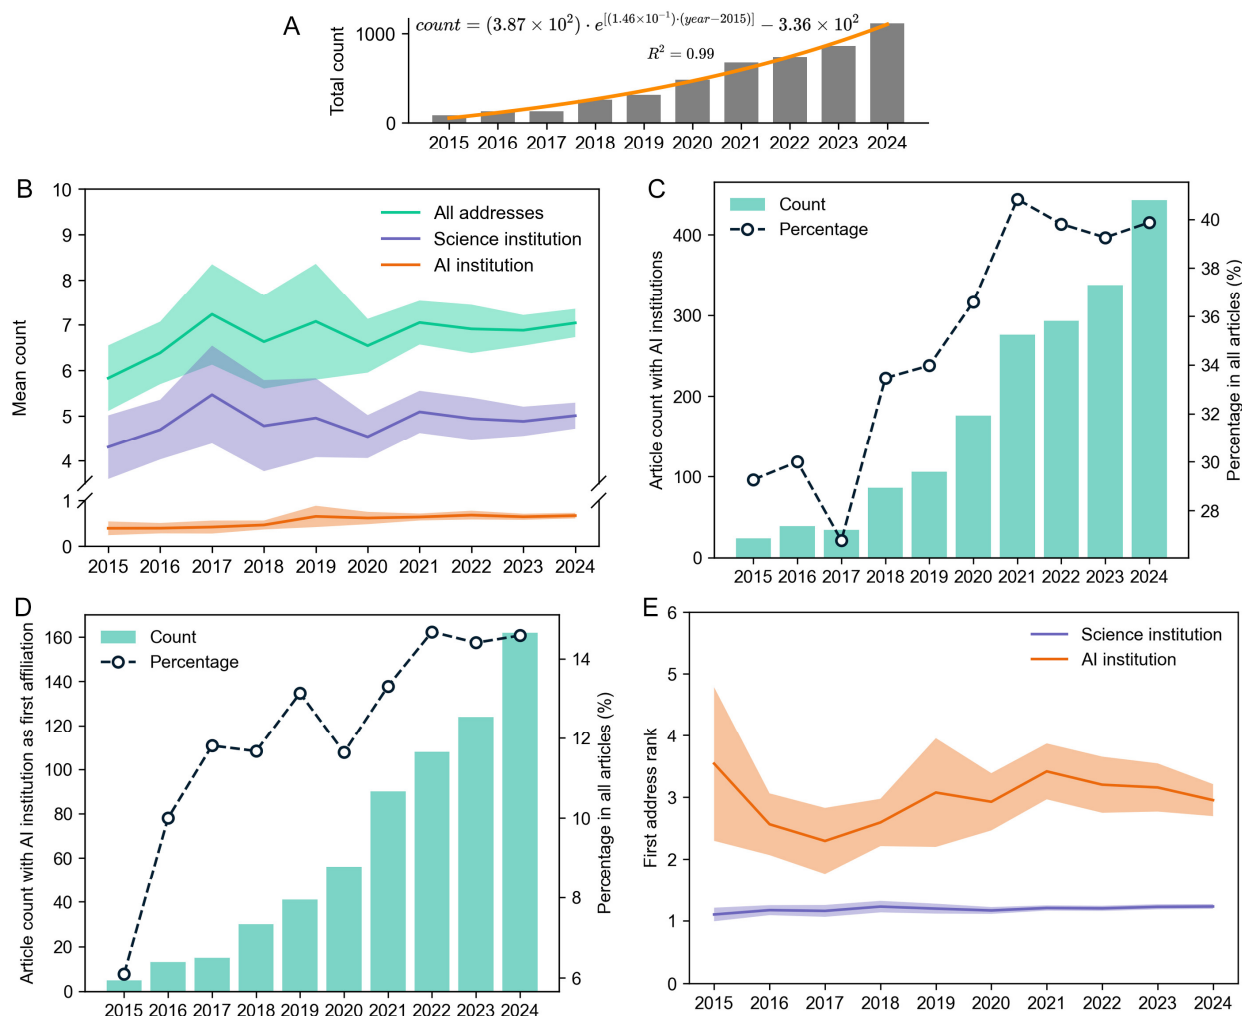 A
count = (3.87 × 10²) · e^[(1.46×10⁻¹)·(year−2015)] − 3.36 × 10²
R² = 0.99
Total count
1000
0
2015 2016 2017 2018 2019 2020 2021 2022 2023 2024
B
All addresses
Science institution
AI institution
Mean count
10
9
8
7
6
5
4
1
0
2015 2016 2017 2018 2019 2020 2021 2022 2023 2024
C
Count
Percentage
Article count with AI institutions
400
300
200
100
0
Percentage in all articles (%)
40
38
36
34
32
30
28
2015 2016 2017 2018 2019 2020 2021 2022 2023 2024
D
Count
Percentage
Article count with AI institution as first affiliation
160
140
120
100
80
60
40
20
0
Percentage in all articles (%)
14
12
10
8
6
2015 2016 2017 2018 2019 2020 2021 2022 2023 2024
E
Science institution
AI institution
First address rank
6
5
4
3
2
1
0
2015 2016 2017 2018 2019 2020 2021 2022 2023 2024